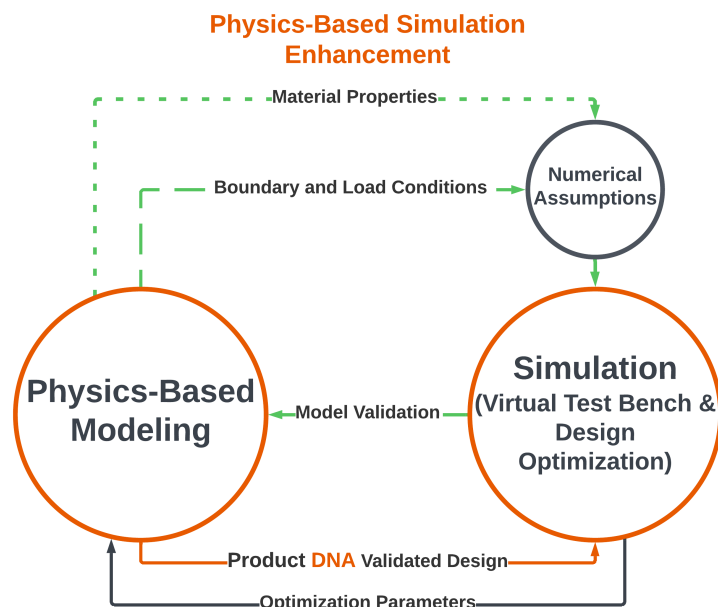 Physics-Based Simulation
Enhancement
Material Properties
Numerical
Assumptions
Boundary and Load Conditions
Physics-Based
Modeling
Simulation
(Virtual Test Bench &
Design
Optimization)
Model Validation
Product DNA Validated Design
Optimization Parameters